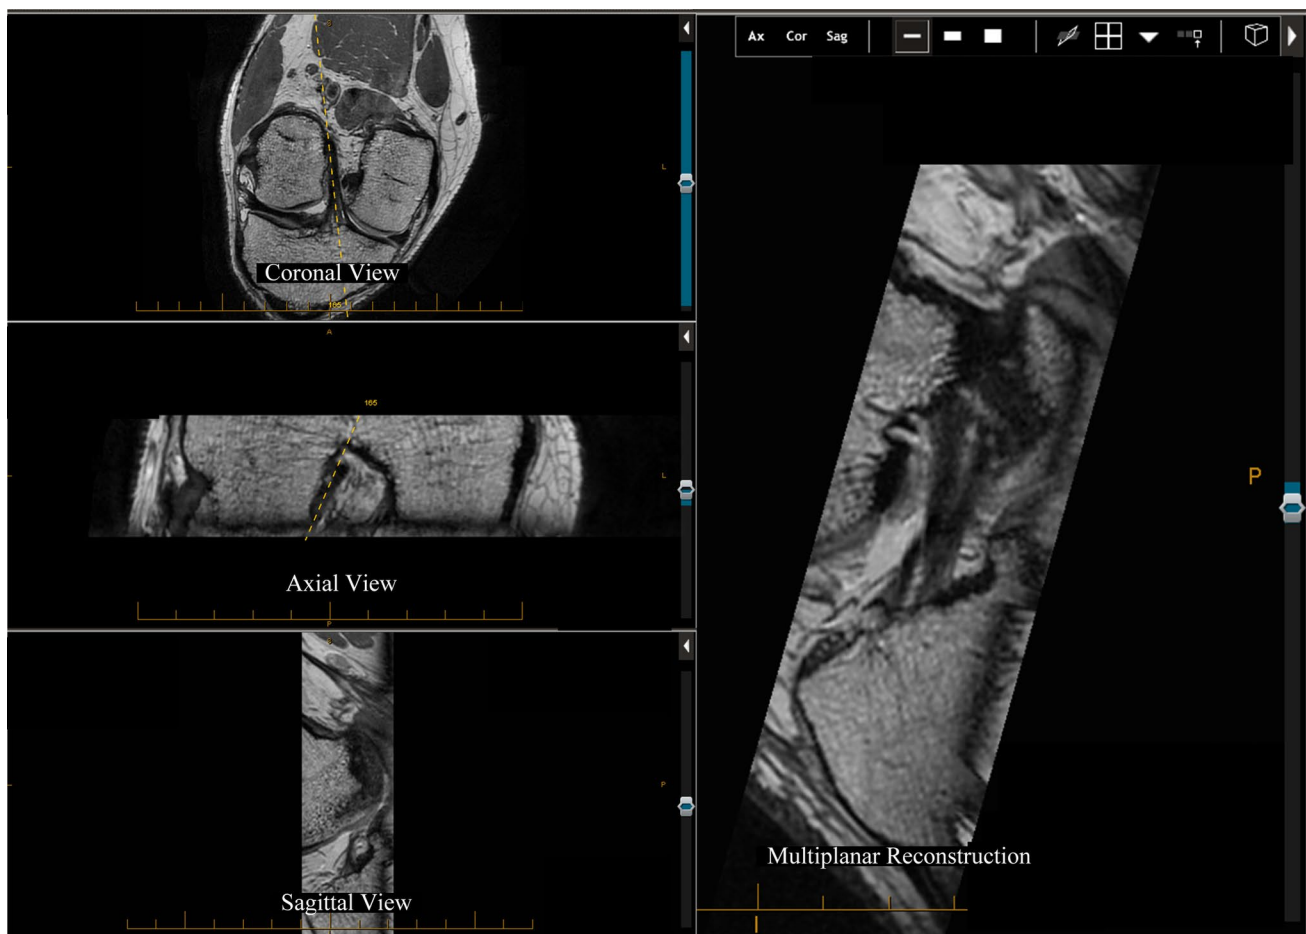 S
L
Coronal View
165
A
165
L
Axial View
P
S
P
Sagittal View
Ax Cor Sag
P
Multiplanar Reconstruction